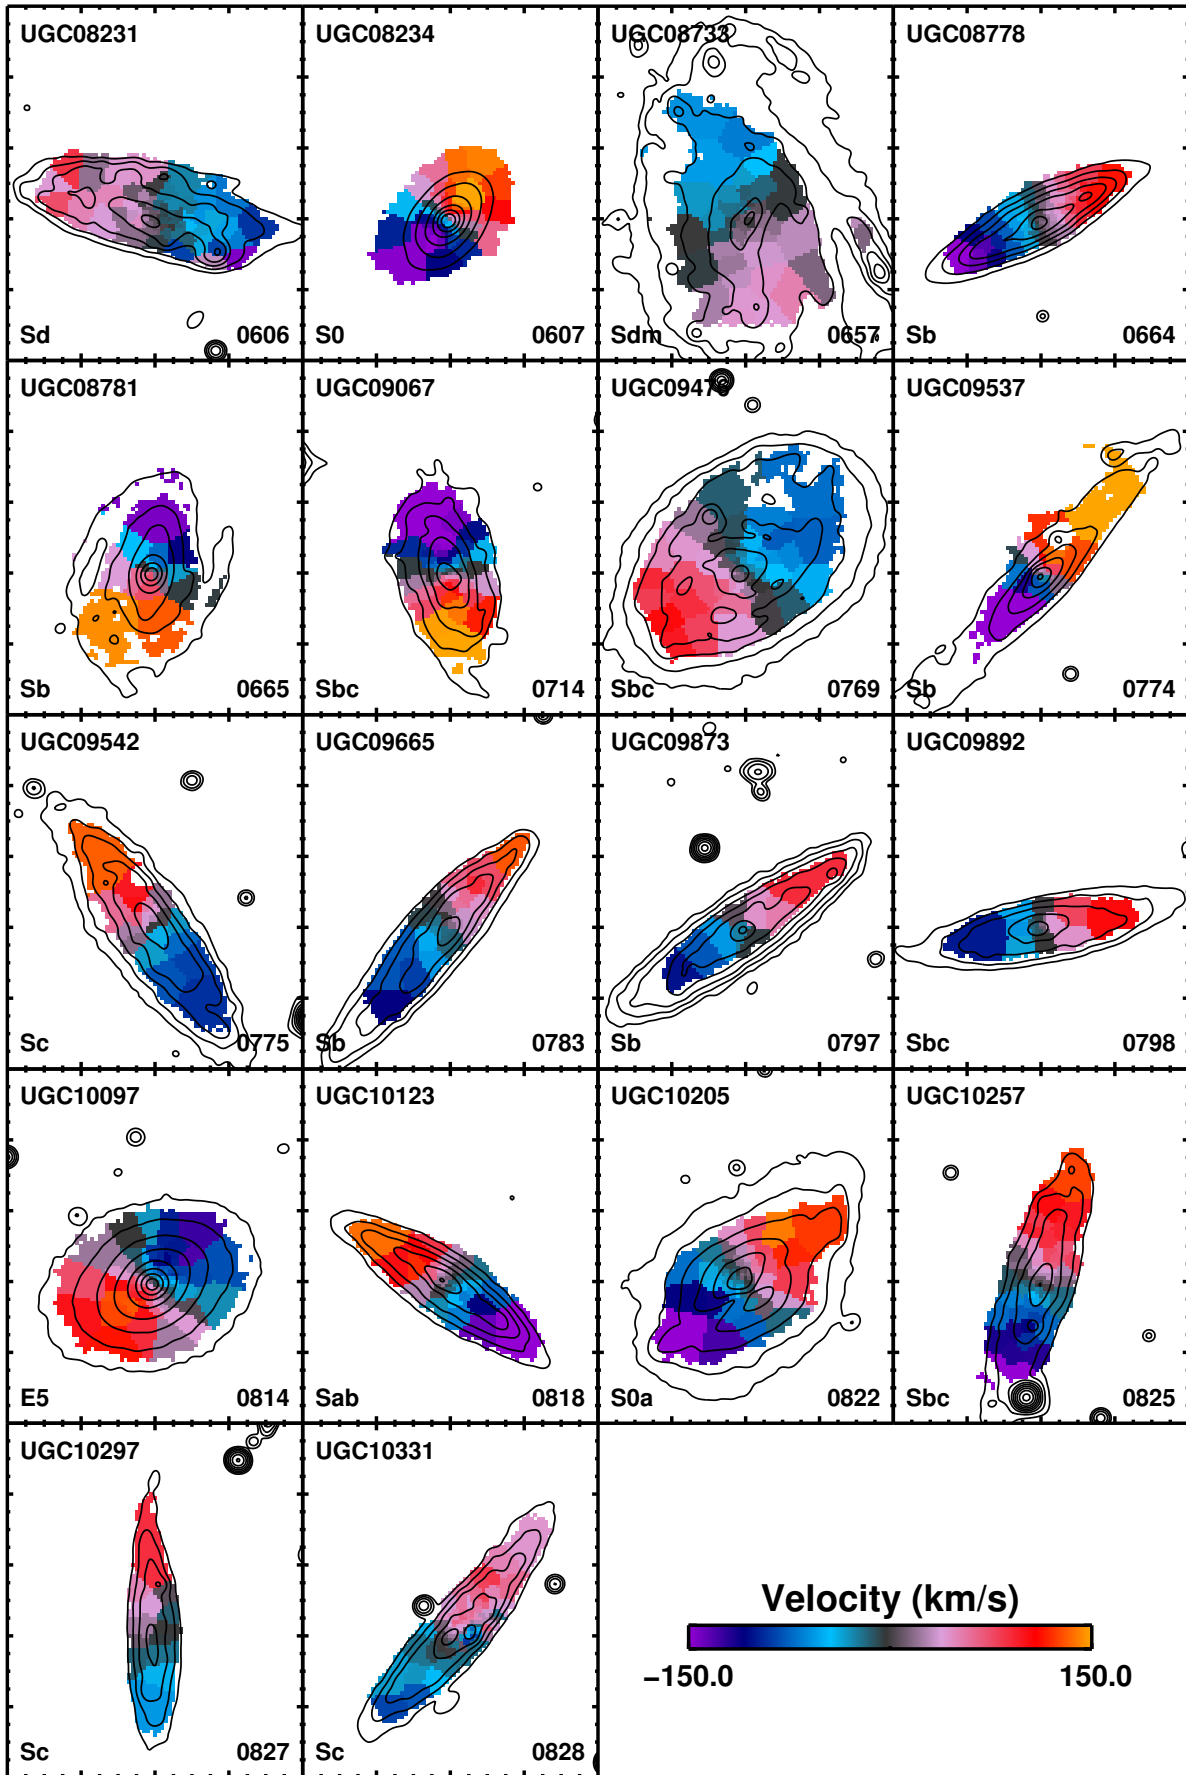 UGC08231
UGC08234
UGC08733
UGC08778
Sd
0606
S0
0607
Sdm
0657
Sb
0664
UGC08781
UGC09067
UGC09476
UGC09537
Sb
0665
Sbc
0714
Sbc
0769
Sb
0774
UGC09542
UGC09665
UGC09873
UGC09892
Sc
0775
Sb
0783
Sb
0797
Sbc
0798
UGC10097
UGC10123
UGC10205
UGC10257
E5
0814
Sab
0818
S0a
0822
Sbc
0825
UGC10297
UGC10331
Sc
0827
Sc
0828
Velocity (km/s)
−150.0
150.0